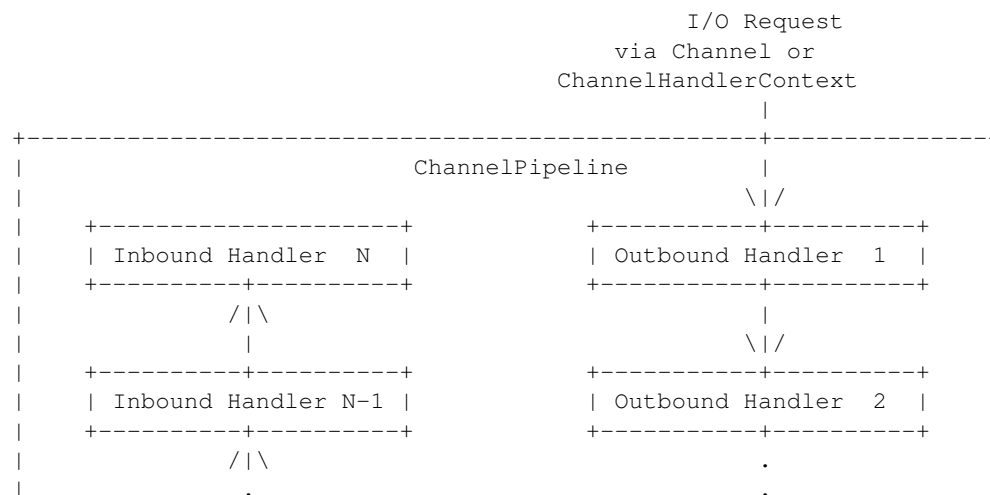 I/O Request
                                            via Channel or
                                        ChannelHandlerContext
                                                      |
  +---------------------------------------------------+---------------
  |                           ChannelPipeline         |
  |                                                  \|/
  |    +---------------------+            +-----------+----------+
  |    | Inbound Handler  N  |            | Outbound Handler  1  |
  |    +----------+----------+            +-----------+----------+
  |              /|\                                  |
  |               |                                  \|/
  |    +----------+----------+            +-----------+----------+
  |    | Inbound Handler N-1 |            | Outbound Handler  2  |
  |    +----------+----------+            +-----------+----------+
  |              /|\                                  .
  |               .                                   .